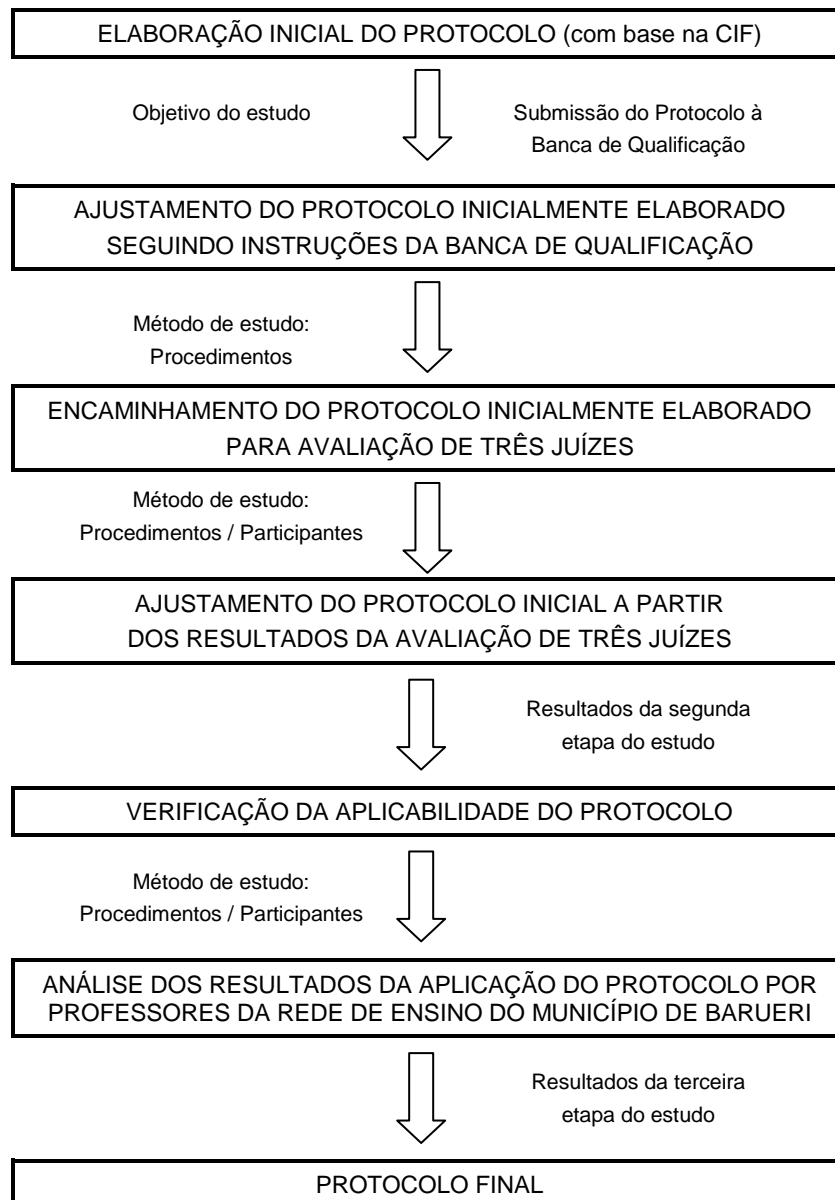 ELABORAÇÃO INICIAL DO PROTOCOLO (com base na CIF)
Objetivo do estudo
Submissão do Protocolo à
Banca de Qualificação
AJUSTAMENTO DO PROTOCOLO INICIALMENTE ELABORADO
SEGUINDO INSTRUÇÕES DA BANCA DE QUALIFICAÇÃO
Método de estudo:
Procedimentos
ENCAMINHAMENTO DO PROTOCOLO INICIALMENTE ELABORADO
PARA AVALIAÇÃO DE TRÊS JUÍZES
Método de estudo:
Procedimentos / Participantes
AJUSTAMENTO DO PROTOCOLO INICIAL A PARTIR
DOS RESULTADOS DA AVALIAÇÃO DE TRÊS JUÍZES
Resultados da segunda
etapa do estudo
VERIFICAÇÃO DA APLICABILIDADE DO PROTOCOLO
Método de estudo:
Procedimentos / Participantes
ANÁLISE DOS RESULTADOS DA APLICAÇÃO DO PROTOCOLO POR
PROFESSORES DA REDE DE ENSINO DO MUNICÍPIO DE BARUERI
Resultados da terceira
etapa do estudo
PROTOCOLO FINAL